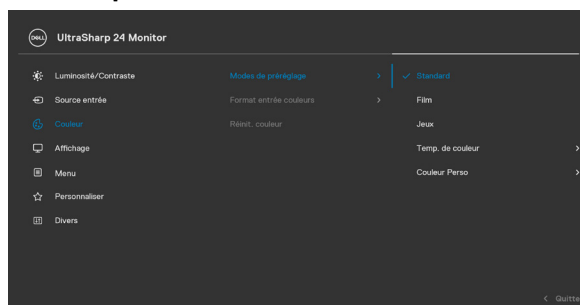 DELL UltraSharp 24 Monitor
Luminosité/Contraste Modes de préréglage Standard
Source entrée Format entrée couleurs Film
Couleur Réinit. couleur Jeux
Affichage Temp. de couleur
Menu Couleur Perso
Personnaliser
Divers
Quitte